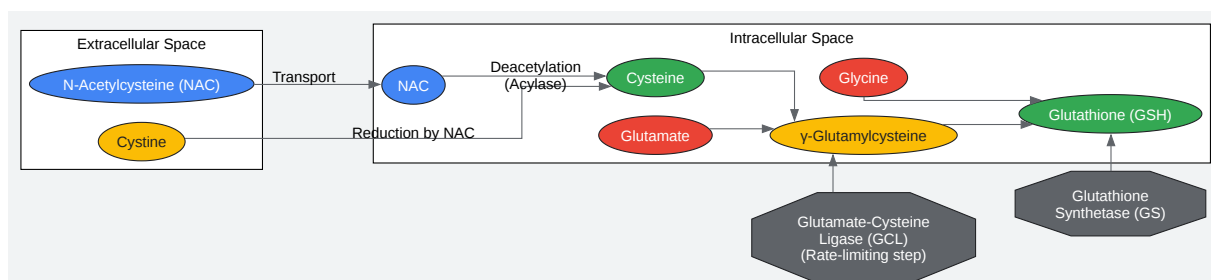 Extracellular Space
N-Acetylcysteine (NAC)
Cystine
Transport
Reduction by NAC
Intracellular Space
NAC
Deacetylation
(Acylase)
Cysteine
Glycine
Glutamate
γ-Glutamylcysteine
Glutathione (GSH)
Glutamate-Cysteine
Ligase (GCL)
(Rate-limiting step)
Glutathione
Synthetase (GS)